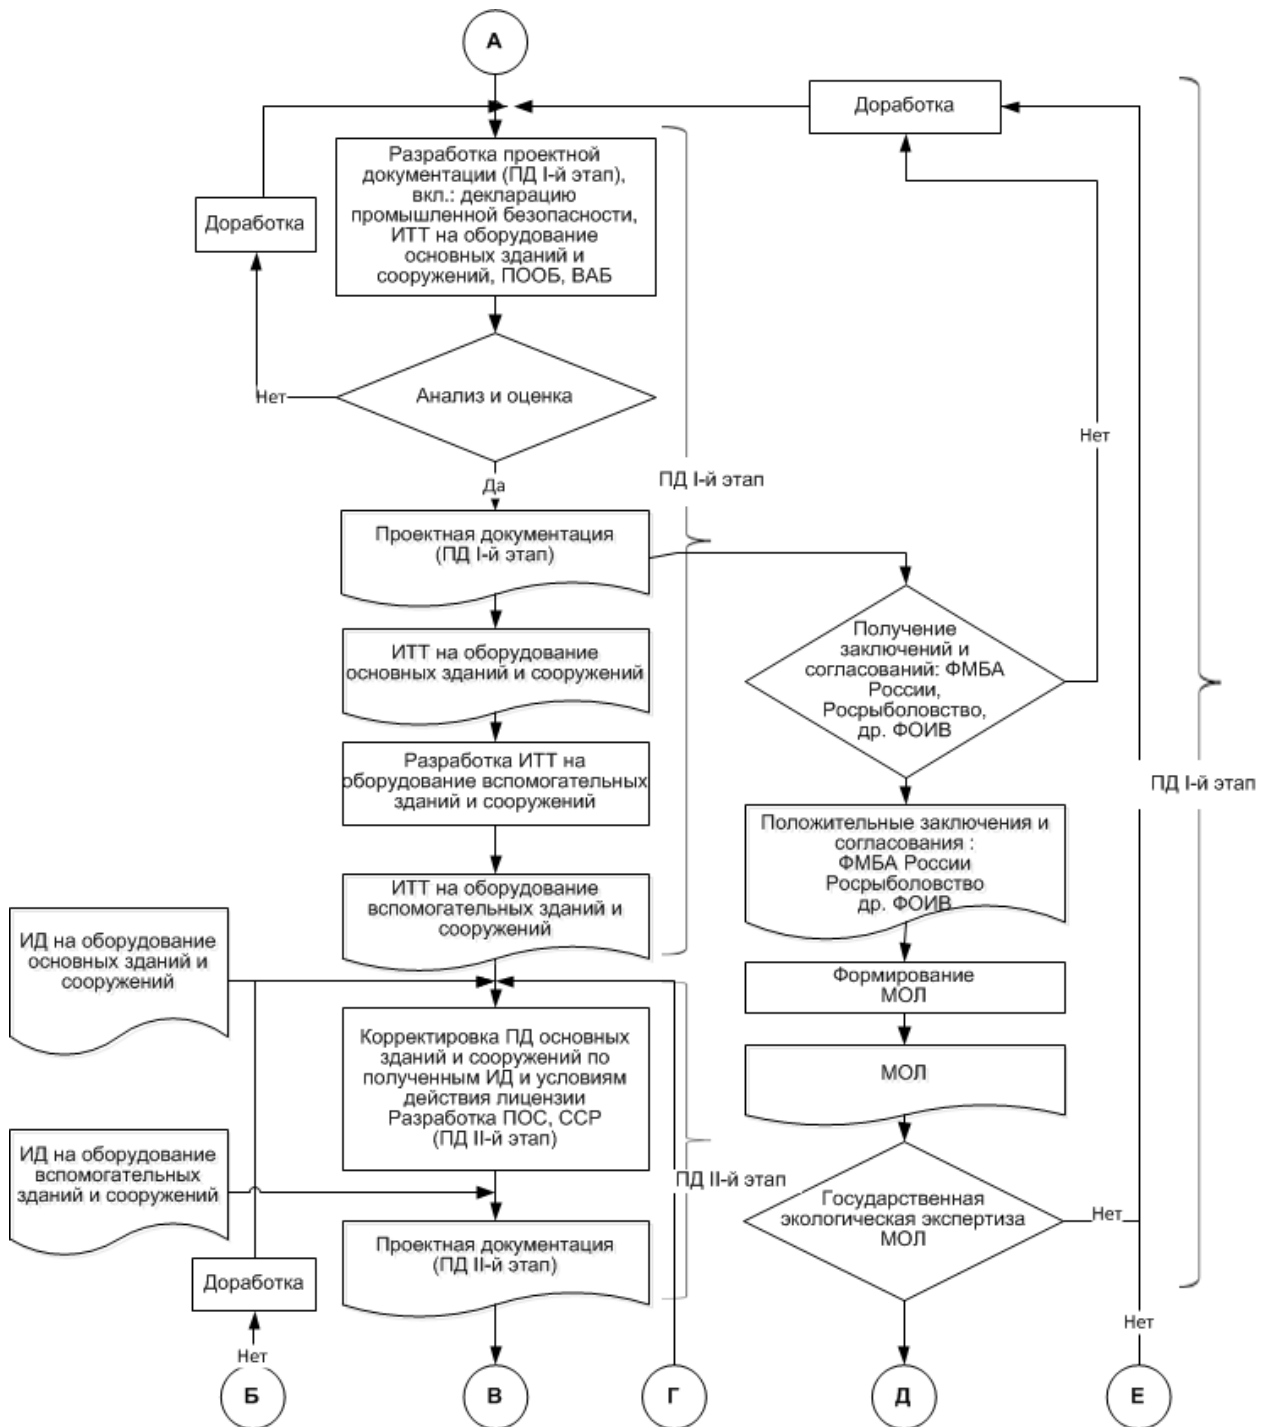 А
Доработка
Разработка проектной
документации (ПД I-й этап),
вкл.: декларацию
промышленной безопасности,
ИТТ на оборудование
основных зданий и
сооружений, ПООБ, ВАБ
Доработка
Анализ и оценка
Нет
Нет
ПД I-й этап
Да
Проектная документация
(ПД I-й этап)
Получение
заключений и
согласований: ФМБА
России,
Росрыболовство,
др. ФОИВ
ИТТ на оборудование
основных зданий и сооружений
Разработка ИТТ на
оборудование вспомогательных
зданий и сооружений
ПД I-й этап
Положительные заключения и
согласования :
ФМБА России
Росрыболовство
др. ФОИВ
ИТТ на оборудование
вспомогательных зданий и
сооружений
ИД на оборудование
основных зданий и
сооружений
Формирование
МОЛ
Корректировка ПД основных
зданий и сооружений по
полученным ИД и условиям
действия лицензии
Разработка ПОС, ССР
(ПД II-й этап)
МОЛ
ИД на оборудование
вспомогательных
зданий и сооружений
ПД II-й этап
Государственная
экологическая экспертиза
МОЛ
Нет
Проектная документация
(ПД II-й этап)
Доработка
Нет
Нет
Б
В
Г
Д
Е